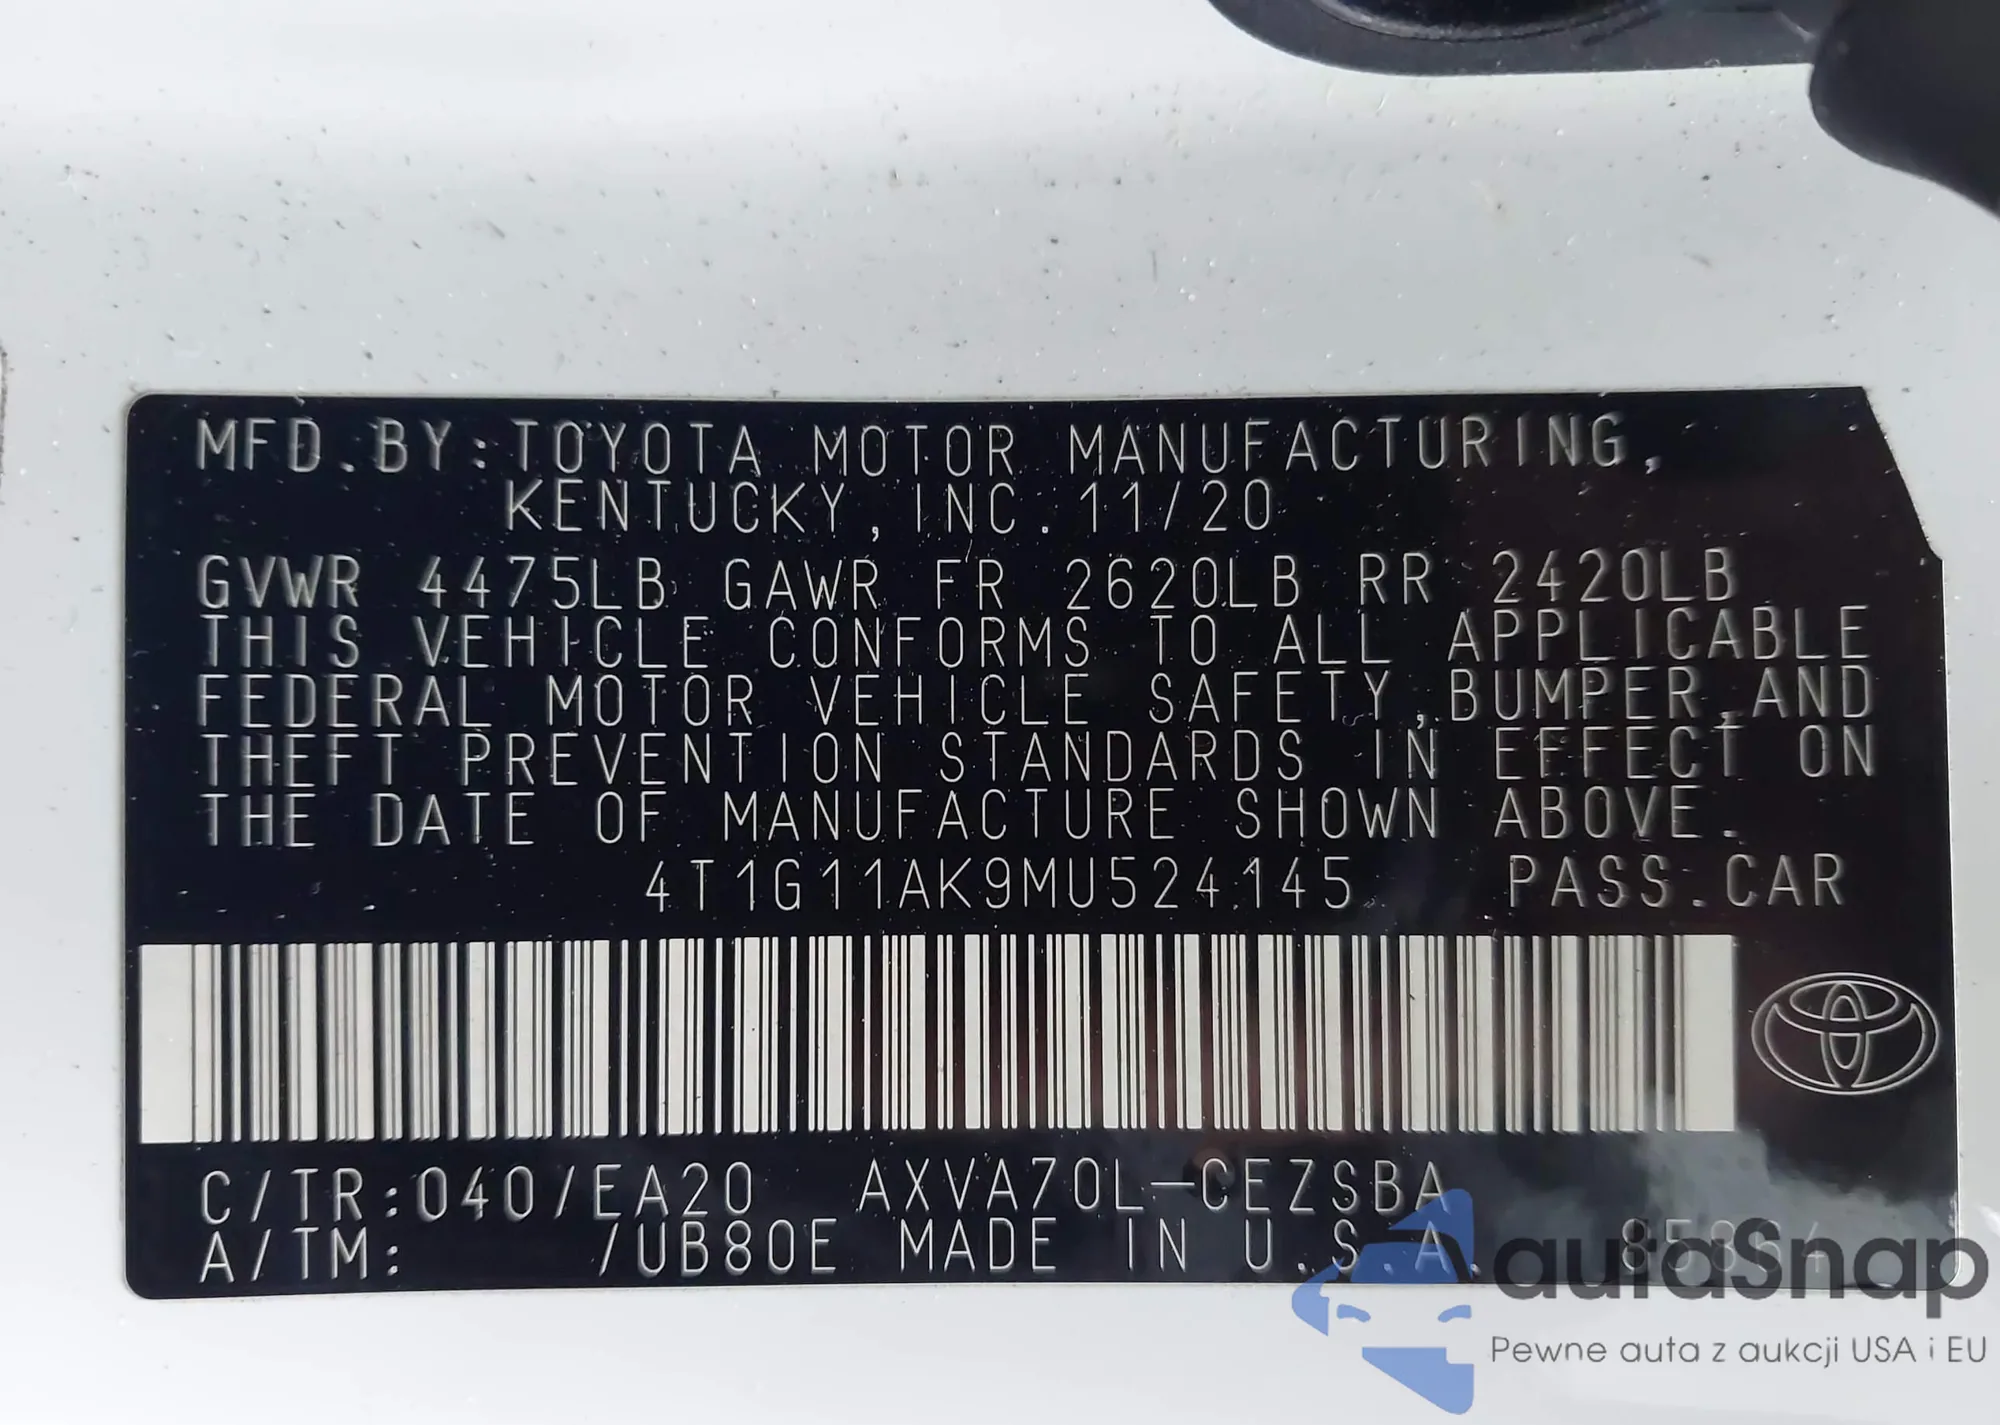 MFD.BY:TOYOTA MOTOR MANUFACTURING,
KENTUCKY,INC.11/20
GVWR 4475LB GAWR FR 2620LB RR 2420LB
THIS VEHICLE CONFORMS TO ALL APPLICABLE
FEDERAL MOTOR VEHICLE SAFETY,BUMPER,AND
THEFT PREVENTION STANDARDS IN EFFECT ON
THE DATE OF MANUFACTURE SHOWN ABOVE.
4T1G11AK9MU524145 PASS.CAR
C/TR:040/EA20 AXVA70L-CEZSBA
A/TM: /UB80E MADE IN U.S.A.
autoSnap
Pewne auta z aukcji USA i EU